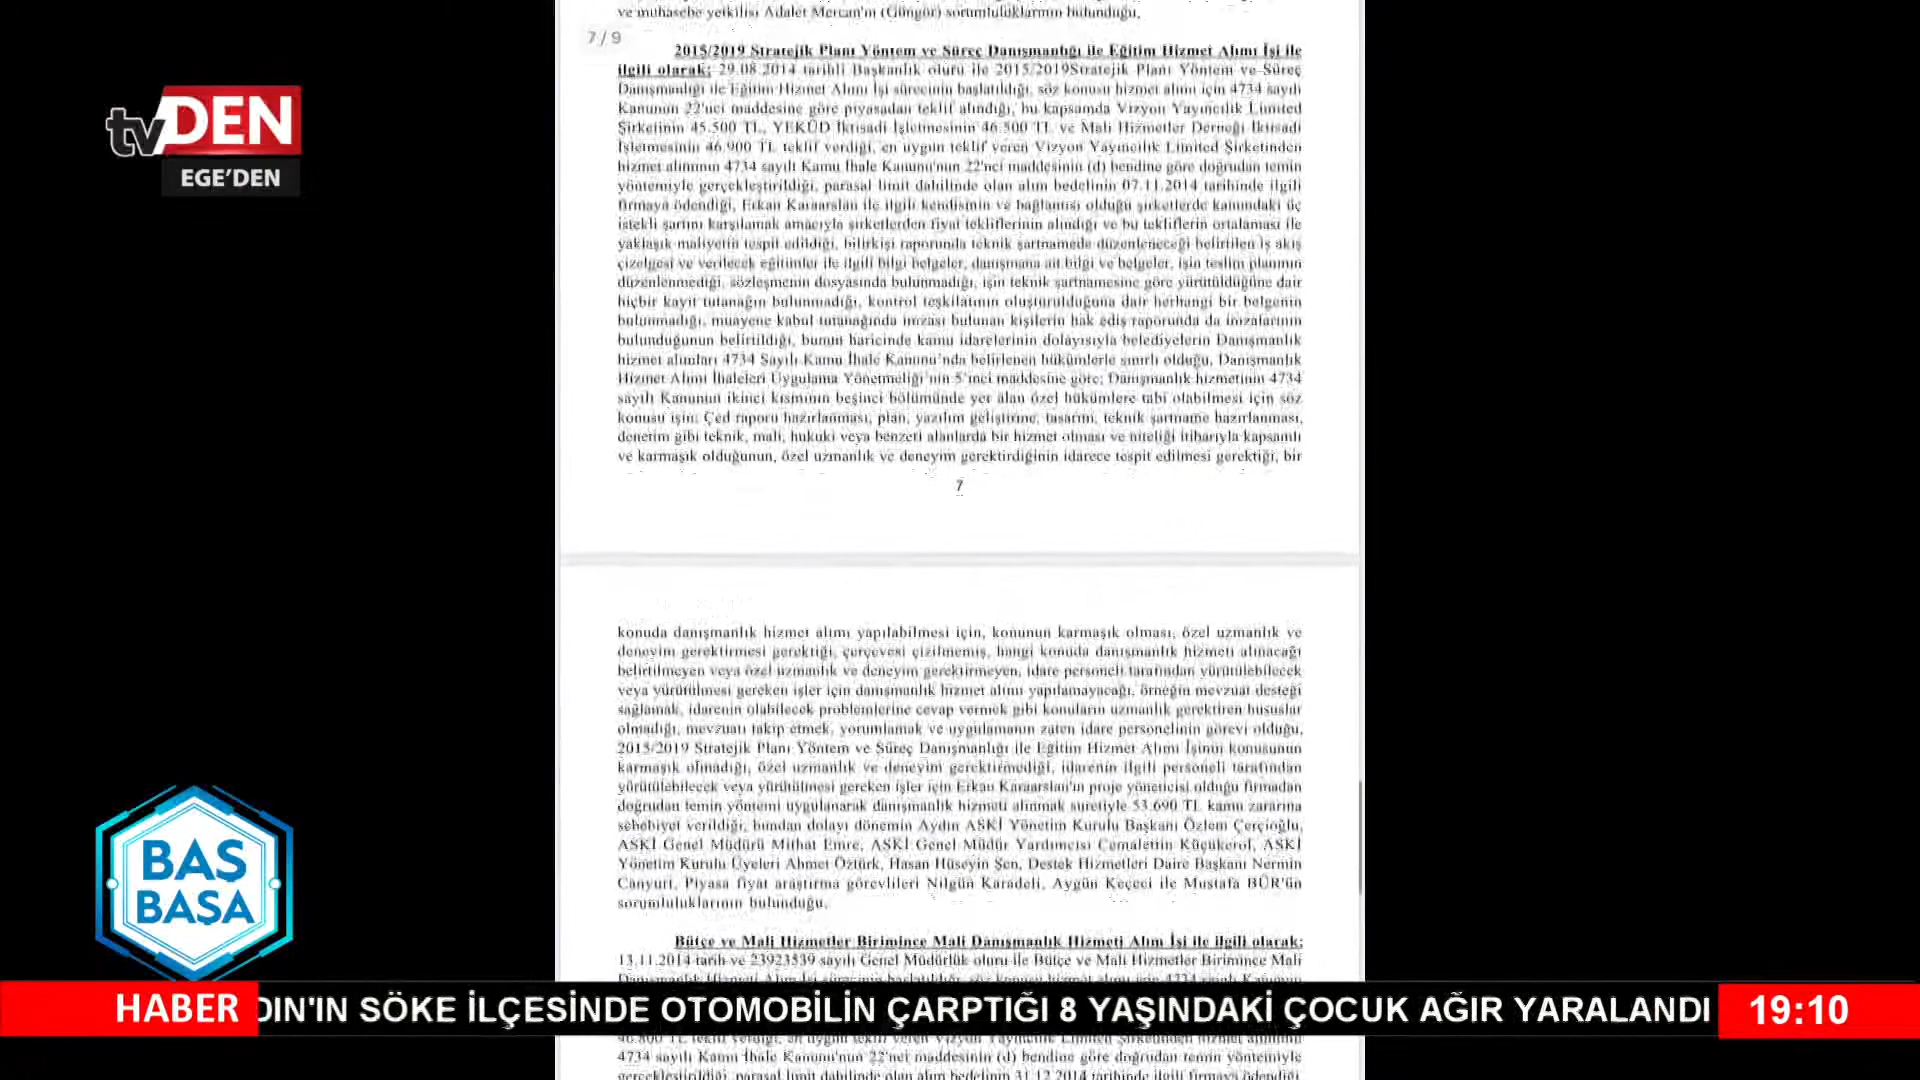 ve muhasebe yetkilisi Adalet Mercan'ın (Güngör) sorumluluklarının bulunduğu,
7 / 9
2015/2019 Stratejik Planı Yöntem ve Süreç Danışmanlığı ile Eğitim Hizmet Alımı İşi ile
ilgili olarak; 29.08.2014 tarihli Başkanlık oluru ile 2015/2019Stratejik Planı Yöntem ve Süreç
Danışmanlığı ile Eğitim Hizmet Alımı İşi sürecinin başlatıldığı, söz konusu hizmet alımı için 4734 sayılı
Kanunun 22'nci maddesine göre piyasadan teklif alındığı, bu kapsamda Vizyon Yayıncılık Limited
Şirketinin 45.500 TL, YEKÜD İktisadi İşletmesinin 46.500 TL ve Mali Hizmetler Derneği İktisadi
İşletmesinin 46.900 TL teklif verdiği, en uygun teklif veren Vizyon Yayıncılık Limited Şirketinden
hizmet alımının 4734 sayılı Kamu İhale Kanunu'nun 22'nci maddesinin (d) bendine göre doğrudan temin
yöntemiyle gerçekleştirildiği, parasal limit dahilinde olan alım bedelinin 07.11.2014 tarihinde ilgili
firmaya ödendiği, Erkan Karaarslan ile ilgili kendisinin ve bağlantısı olduğu şirketlerde kanundaki üç
istekli şartını karşılamak amacıyla şirketlerden fiyat tekliflerinin alındığı ve bu tekliflerin ortalaması ile
yaklaşık maliyetin tespit edildiği, bilirkişi raporunda teknik şartnamede düzenleneceği belirtilen iş akış
çizelgesi ve verilecek eğitimler ile ilgili bilgi belgeler, danışmana ait bilgi ve belgeler, işin teslim planının
düzenlenmediği, sözleşmenin dosyasında bulunmadığı, işin teknik şartnamesine göre yürütüldüğüne dair
hiçbir kayıt tutanağın bulunmadığı, kontrol teşkilatının oluşturulduğuna dair herhangi bir belgenin
bulunmadığı, muayene kabul tutanağında imzası bulunan kişilerin hak ediş raporunda da imzalarının
bulunduğunun belirtildiği, bunun haricinde kamu idarelerinin dolayısıyla belediyelerin Danışmanlık
hizmet alımları 4734 Sayılı Kamu İhale Kanunu'nda belirlenen hükümlerle sınırlı olduğu, Danışmanlık
Hizmet Alımı İhaleleri Uygulama Yönetmeliği'nin 5'inci maddesine göre; Danışmanlık hizmetinin 4734
sayılı Kanunun ikinci kısmının beşinci bölümünde yer alan özel hükümlere tabi olabilmesi için söz
konusu işin; Çed raporu hazırlanması, plan, yazılım geliştirme, tasarım, teknik şartname hazırlanması,
denetim gibi teknik, mali, hukuki veya benzeri alanlarda bir hizmet olması ve niteliği itibarıyla kapsamlı
ve karmaşık olduğunun, özel uzmanlık ve deneyim gerektirdiğinin idarece tespit edilmesi gerektiği, bir
7
konuda danışmanlık hizmet alımı yapılabilmesi için, konunun karmaşık olması, özel uzmanlık ve
deneyim gerektirmesi gerektiği, çerçevesi çizilmemiş, hangi konuda danışmanlık hizmeti alınacağı
belirtilmeyen veya özel uzmanlık ve deneyim gerektirmeyen, idare personeli tarafından yürütülebilecek
veya yürütülmesi gereken işler için danışmanlık hizmet alımı yapılamayacağı, örneğin mevzuat desteği
sağlamak, idarenin olabilecek problemlerine cevap vermek gibi konuların uzmanlık gerektiren hususlar
olmadığı, mevzuatı takip etmek, yorumlamak ve uygulamanın zaten idare personelinin görevi olduğu,
2015/2019 Stratejik Planı Yöntem ve Süreç Danışmanlığı ile Eğitim Hizmet Alımı İşinin konusunun
karmaşık olmadığı, özel uzmanlık ve deneyimi gerektirmediği, idarenin ilgili personeli tarafından
yürütülebilecek veya yürütülmesi gereken işler için Erkan Karaarslan'ın proje yöneticisi olduğu firmadan
doğrudan temin yöntemi uygulanarak danışmanlık hizmeti alınmak suretiyle 53.690 TL kamu zararına
sebebiyet verildiği, bundan dolayı dönemin Aydın ASKİ Yönetim Kurulu Başkanı Özlem Çerçioğlu,
ASKİ Genel Müdürü Mithat Emre, ASKİ Genel Müdür Yardımcısı Cemalettin Küçükerol, ASKİ
Yönetim Kurulu Üyeleri Ahmet Öztürk, Hasan Hüseyin Şen, Destek Hizmetleri Daire Başkanı Nermin
Canyurt, Piyasa fiyat araştırma görevlileri Nilgün Karadeli, Aygün Keçeci ile Mustafa BÜR'ün
sorumluluklarının bulunduğu,
Bütçe ve Mali Hizmetler Birimince Mali Danışmanlık Hizmeti Alım İşi ile ilgili olarak;
13.11.2014 tarih ve 23923539 sayılı Genel Müdürlük oluru ile Bütçe ve Mali Hizmetler Birimince Mali
46.800 TL teklif verdiği, en uygun teklif veren Vizyon Yayıncılık Limited Şirketinden hizmet alımının
4734 sayılı Kamu İhale Kanunu'nun 22'nci maddesinin (d) bendine göre doğrudan temin yöntemiyle
gerçekleştirildiği, parasal limit dahilinde olan alım bedelinin 31.12.2014 tarihinde ilgili firmaya ödendiği,
tvDEN
EGE'DEN
BAŞ
BAŞA
HABER
DIN'IN SÖKE İLÇESİNDE OTOMOBİLİN ÇARPTIĞI 8 YAŞINDAKİ ÇOCUK AĞIR YARALANDI
19:10